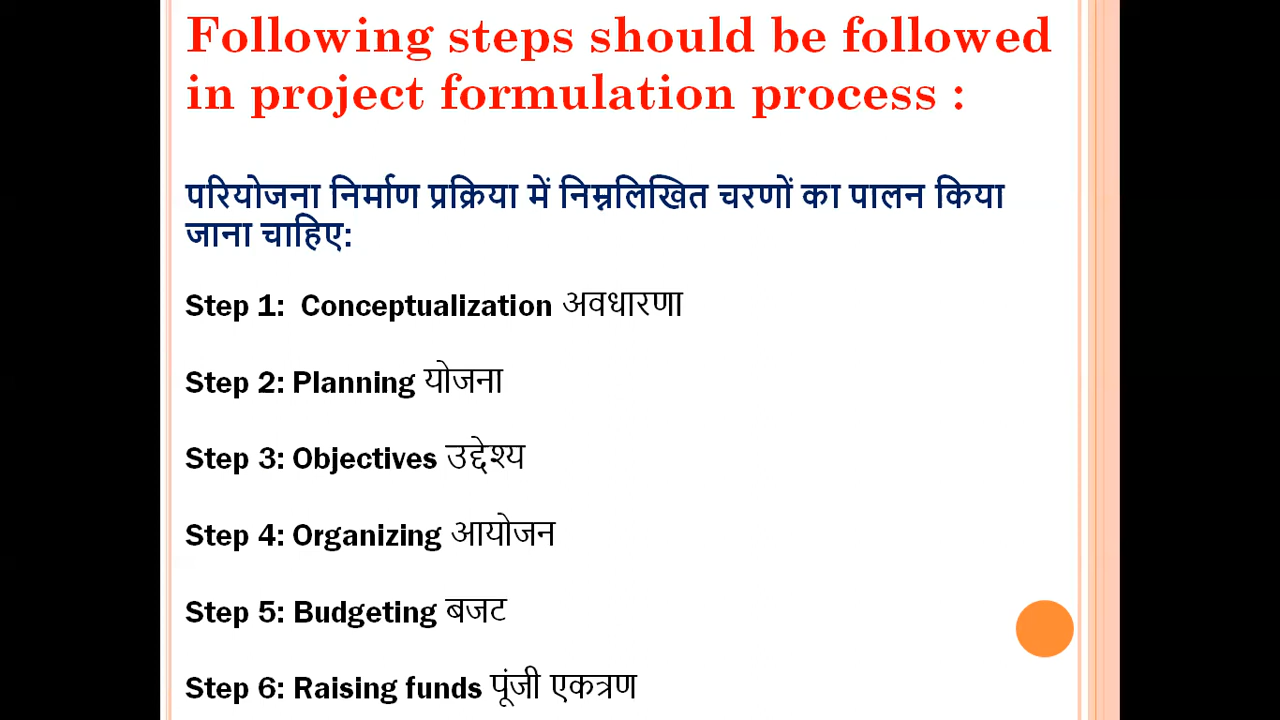 Following steps should be followed
in project formulation process :
परियोजना निर्माण प्रक्रिया में निम्नलिखित चरणों का पालन किया
जाना चाहिए:
Step 1:  Conceptualization अवधारणा
Step 2: Planning योजना
Step 3: Objectives उद्देश्य
Step 4: Organizing आयोजन
Step 5: Budgeting बजट
Step 6: Raising funds पूंजी एकत्रण